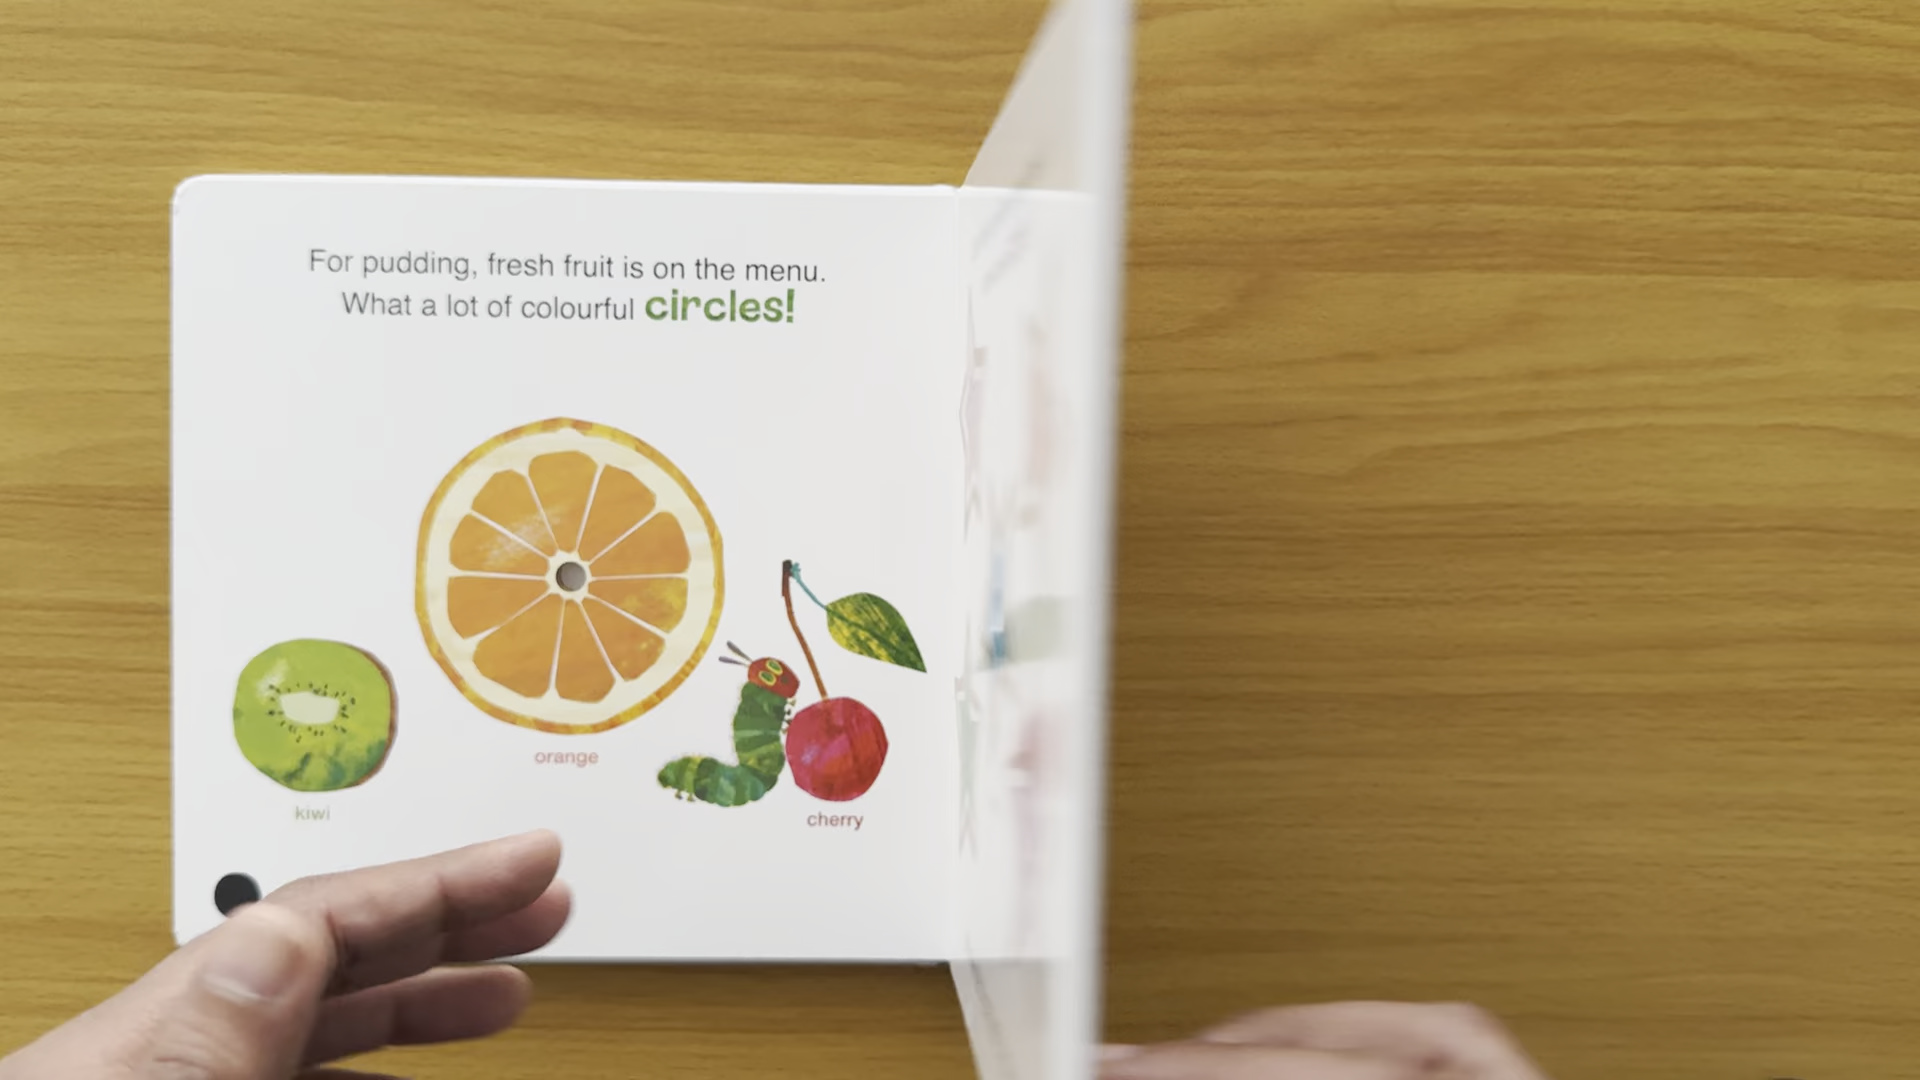 For pudding, fresh fruit is on the menu.
What a lot of colourful circles!
orange
kiwi
cherry